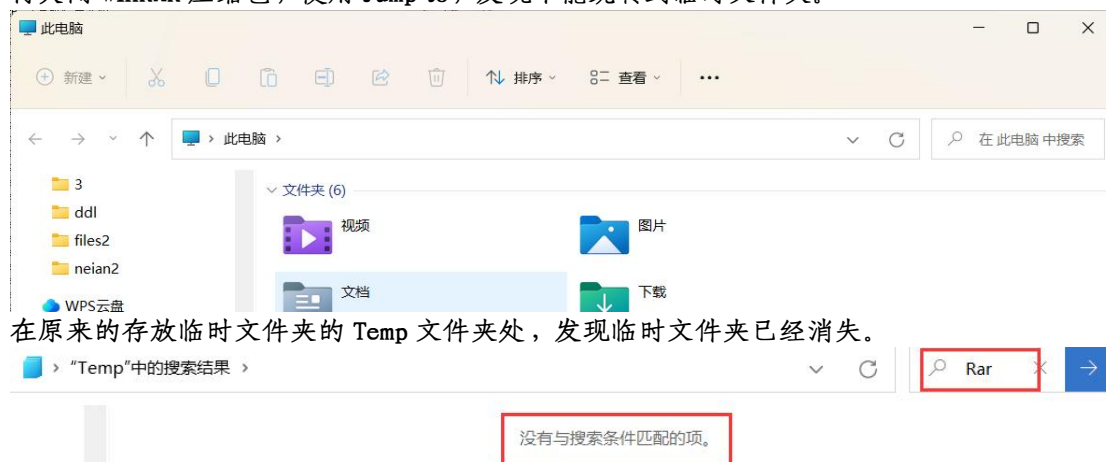 此电脑
新建
排序
查看
此电脑
在 此电脑 中搜索
3
ddl
files2
neian2
WPS云盘
文件夹 (6)
视频
图片
文档
下载
在原来的存放临时文件夹的 Temp 文件夹处，发现临时文件夹已经消失。
“Temp”中的搜索结果
Rar
没有与搜索条件匹配的项。